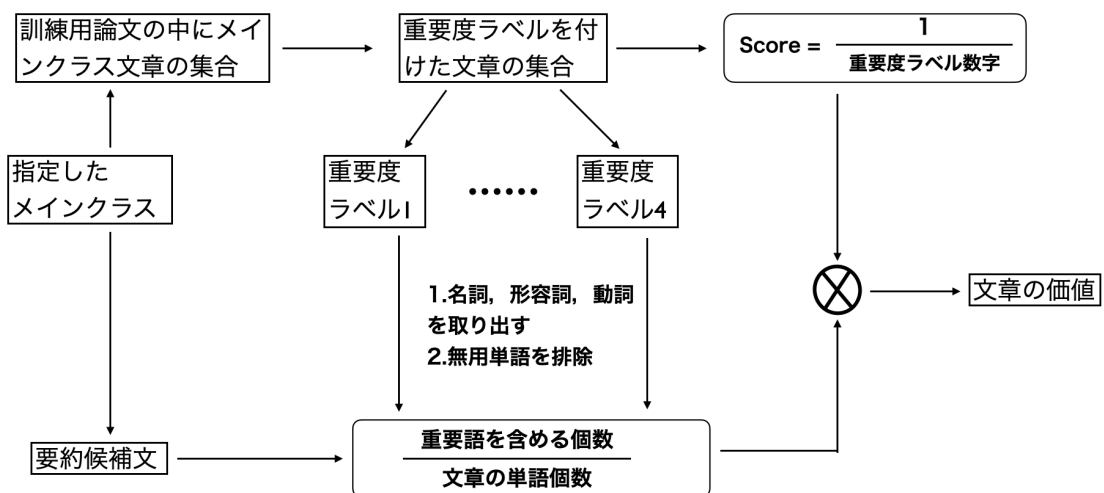 訓練用論文の中にメイ
ンクラス文章の集合
重要度ラベルを付
けた文章の集合
Score = 1
重要度ラベル数字
指定した
メインクラス
重要度
ラベル1
......
重要度
ラベル4
1.名詞，形容詞，動詞
を取り出す
2.無用単語を排除
文章の価値
要約候補文
重要語を含める個数
文章の単語個数